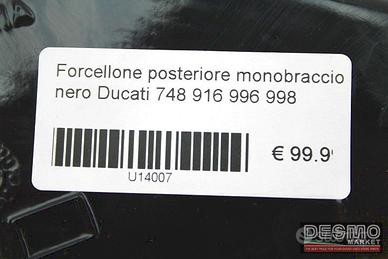 Forcellone posteriore monobraccio
nero Ducati 748 916 996 998
€ 99.9
U14007
DESMO
MARKET